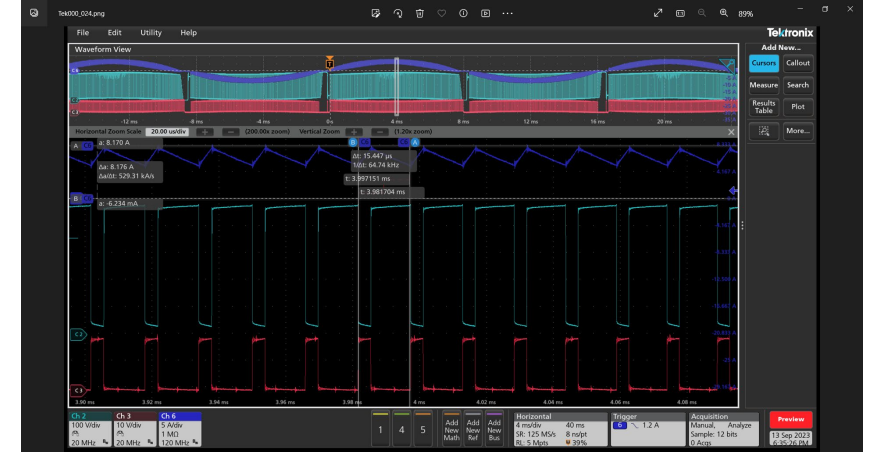 Tek000_024.png
89%
File Edit Utility Help
Tektronix
Waveform View
Add New...
Cursors Callout
Measure Search
Results Table Plot
More...
C6
T
C3
-12 ms -8 ms -4 ms 0s 4 ms 8 ms 12 ms 16 ms 20 ms
Horizontal Zoom Scale 20.00 us/div + — (200.00x zoom) Vertical Zoom + — (1.29x zoom)
A C6 a: 8.170 A
B A
Δt: 15.447 µs
1/Δt: 64.74 kHz
Δa: 8.176 A
Δa/Δt: 529.31 kA/s
t: 3.997151 ms
t: 3.981704 ms
B a: -6.234 mA
C2
C3
3.90 ms 3.92 ms 3.94 ms 3.96 ms 3.98 ms 4 ms 4.02 ms 4.04 ms 4.06 ms 4.08 ms
Ch 2
100 V/div
20 MHz
Ch 3
10 V/div
20 MHz
Ch 6
5 A/div
1 MΩ
120 MHz
1 4 5
Add New Math
Add New Ref
Add New Bus
Horizontal
4 ms/div 40 ms
SR: 125 MS/s 8 ns/pt
RL: 5 Mpts 39%
Trigger
6 1.2 A
Acquisition
Manual, Analyze
Sample: 12 bits
0 Acqs
Preview
13 Sep 2023
6:35:26 PM